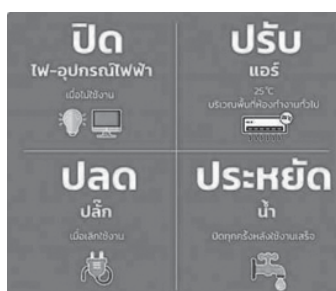 ปิด
ไฟ-อุปกรณ์ไฟฟ้า
เมื่อไม่ใช้งาน
ปรับ
แอร์
25 °C
บริเวณพื้นที่ห้องทำงานทั่วไป
ปลด
ปลั๊ก
เมื่อเลิกใช้งาน
ประหยัด
น้ำ
ปิดทุกครั้งหลังใช้งานเสร็จ